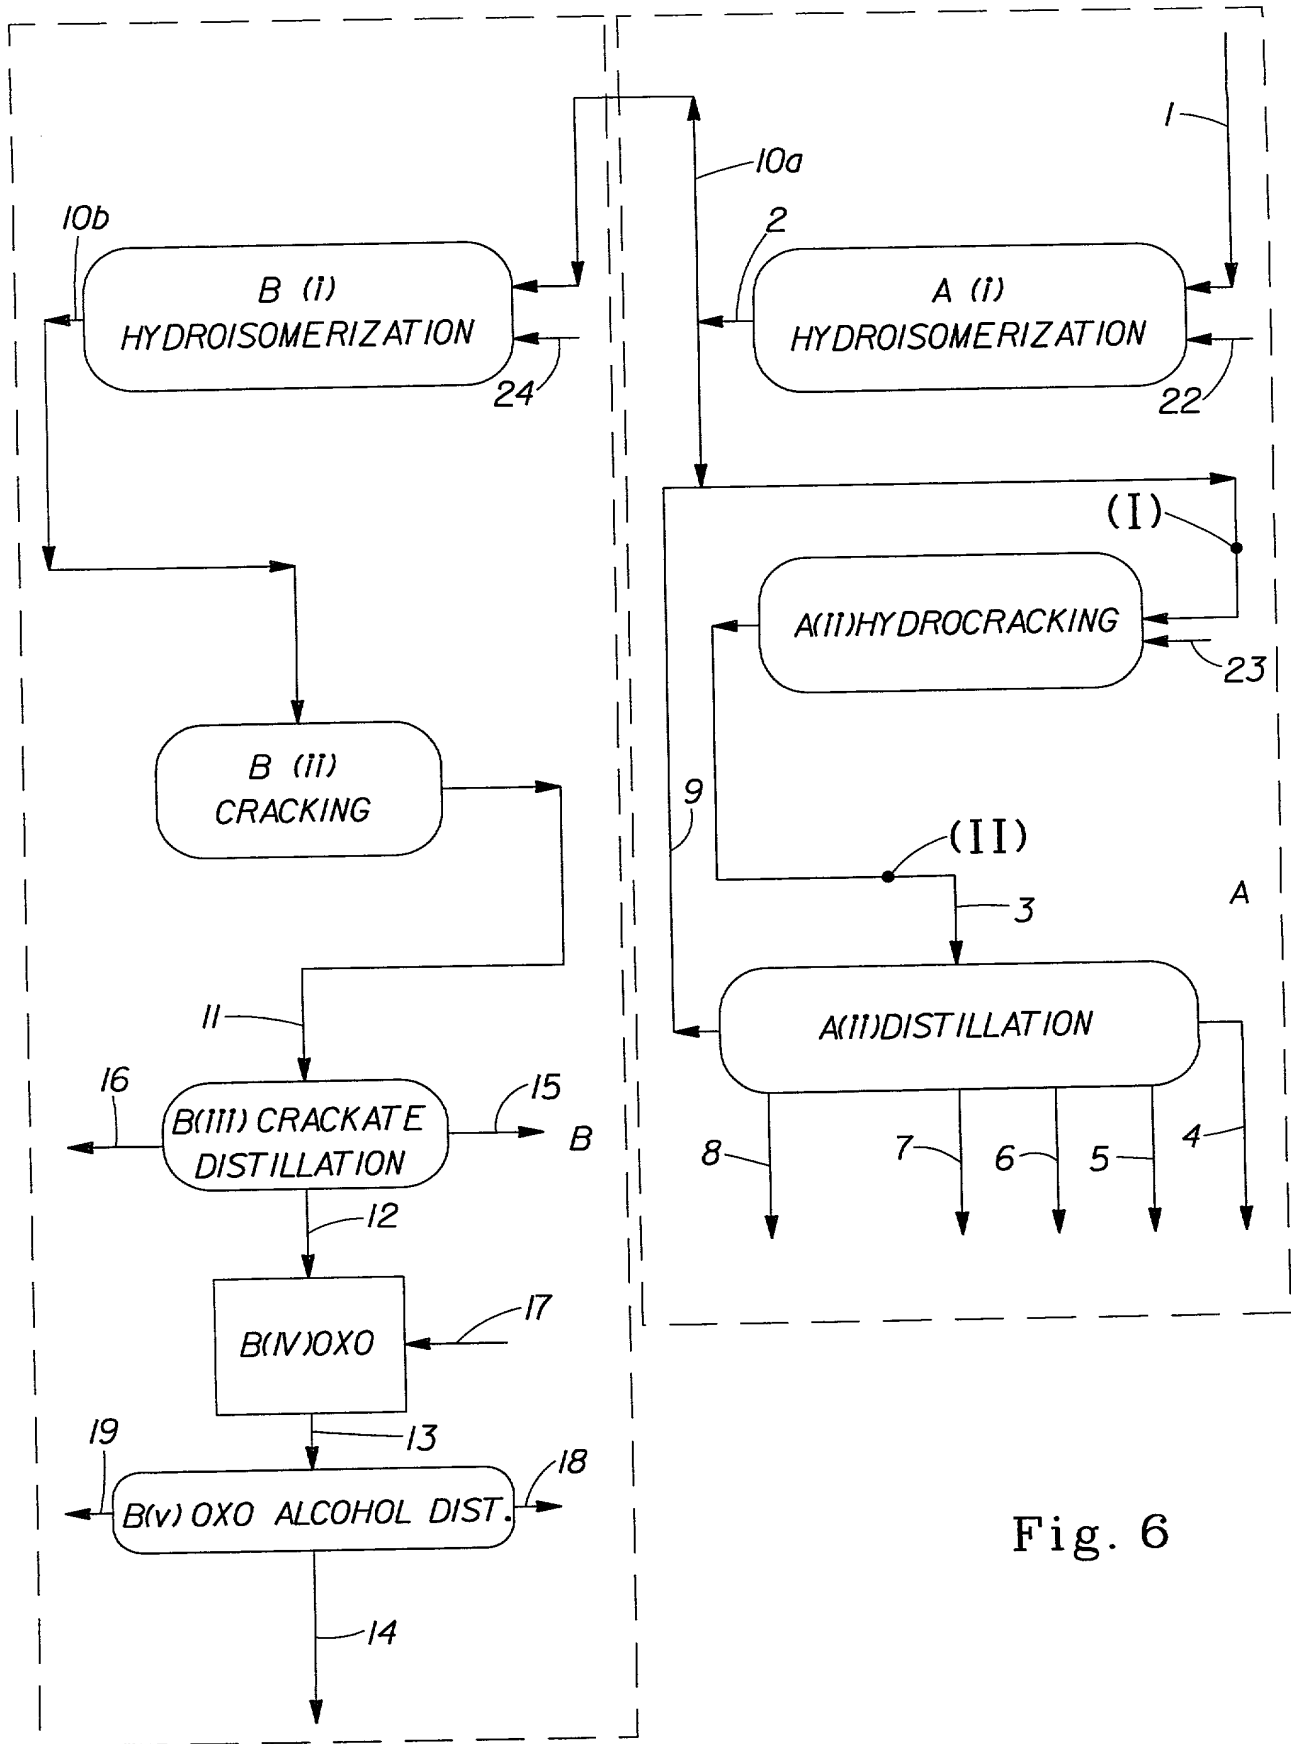 1
10a
10b
2
B (i)
HYDROISOMERIZATION
A (i)
HYDROISOMERIZATION
24
22
(I)
A(ii)HYDROCRACKING
23
B (ii)
CRACKING
9
(II)
3
A
11
A(ii)DISTILLATION
16
15
B(iii) CRACKATE
DISTILLATION
B
8
7
6
5
4
12
B(IV)OXO
17
13
19
18
B(v) OXO ALCOHOL DIST.
14
Fig. 6